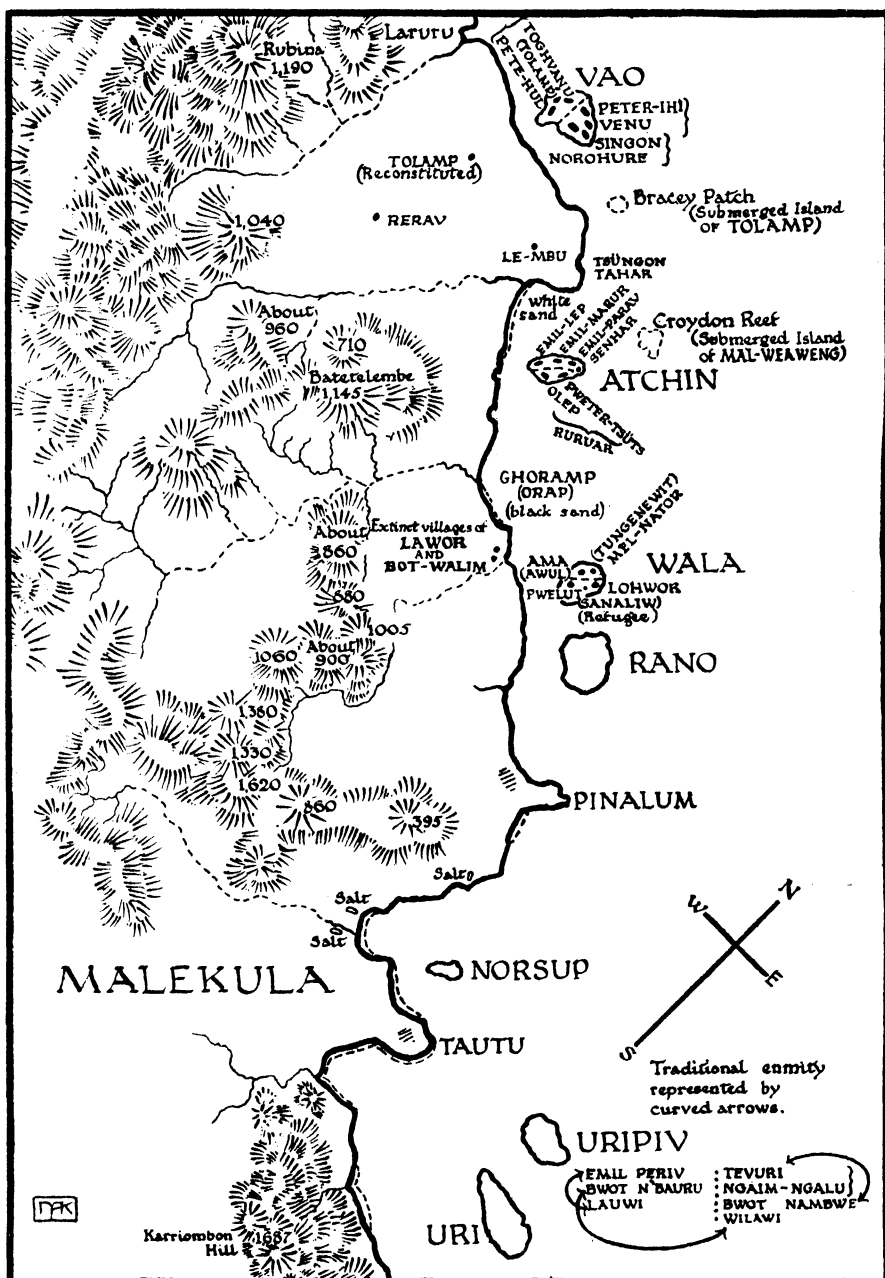 Laruru
Rubina
1,190
TOGHVANU
(TOLAMP)
PETE-HUL
VAO
PETER-IHI
VENU
SINGON
NOROHURE
TOLAMP
(Reconstituted)
RERAV
Bracey Patch
(Submerged Island
OF TOLAMP)
1,040
LE-MBU
TSÜNGON
TAHAR
White
sand
About
960
710
Batetelembe
1,145
EMIL-LEP
EMIL-MARUR
EMIL-PARAV
SENHAR
Croydon Reef
(Submerged Island
of MAL-WEAWENG)
ATCHIN
OLEP
PWETER-TSÜTS
RURUAR
GHORAMP
(ORAP)
(black sand)
About
860
Extinct villages of
LAWOR
AND
BOT-WALIM
(TUNGENEWIT)
MEL-NATOR
WALA
AMA
(AWUL)
PWELUT
LOHWOR
SANALIW)
(Refugee)
680
1005
About
900
1060
RANO
1,360
1,330
1,620
860
395
PINALUM
Salt
Salt
Salt
MALEKULA
NORSUP
TAUTU
N
W
E
S
Traditional enmity
represented by
curved arrows.
URIPIV
EMIL PERIV
BWOT N'BAURU
LAUWI
TEVURI
NGAIM-NGALU
BWOT NAMBWE
WILAWI
URI
Karriombon
Hill
1687